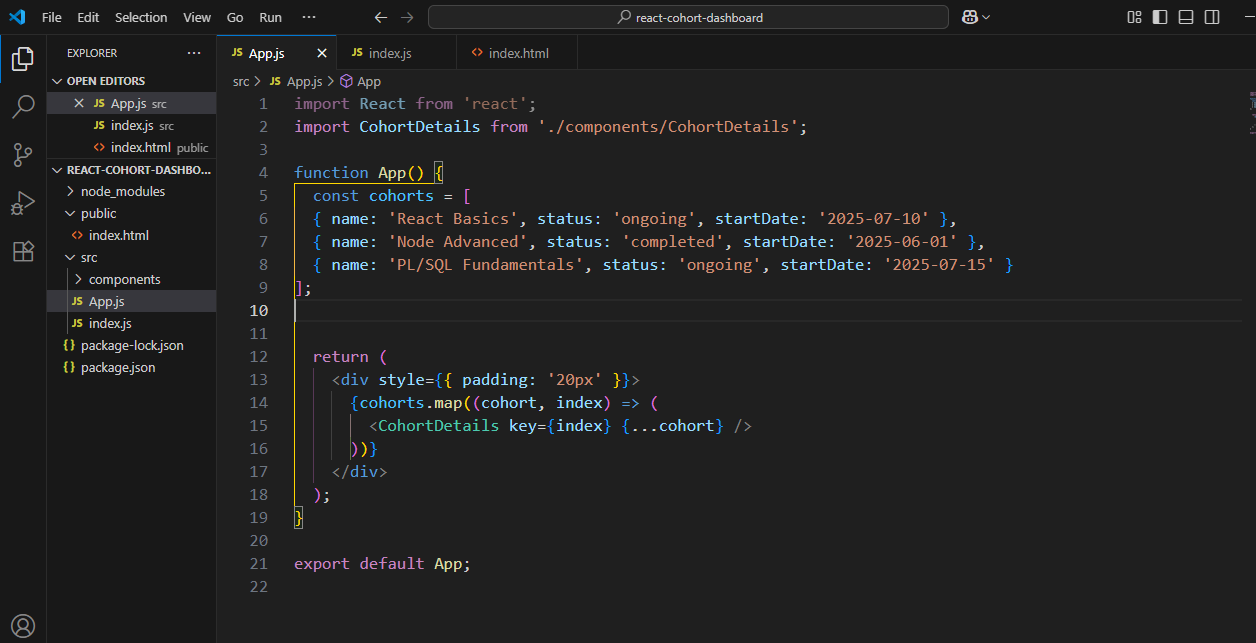 File Edit Selection View Go Run ···
react-cohort-dashboard
EXPLORER ···
OPEN EDITORS
JS App.js src
JS index.js src
<> index.html public
REACT-COHORT-DASHBO...
node_modules
public
<> index.html
src
components
JS App.js
JS index.js
{} package-lock.json
{} package.json
JS App.js
JS index.js
<> index.html
src > JS App.js > App
1 import React from 'react';
2 import CohortDetails from './components/CohortDetails';
3
4 function App() {
5 const cohorts = [
6 { name: 'React Basics', status: 'ongoing', startDate: '2025-07-10' },
7 { name: 'Node Advanced', status: 'completed', startDate: '2025-06-01' },
8 { name: 'PL/SQL Fundamentals', status: 'ongoing', startDate: '2025-07-15' }
9 ];
10
11
12 return (
13 <div style={{ padding: '20px' }}>
14 {cohorts.map((cohort, index) => (
15 <CohortDetails key={index} {...cohort} />
16 ))}
17 </div>
18 );
19 }
20
21 export default App;
22